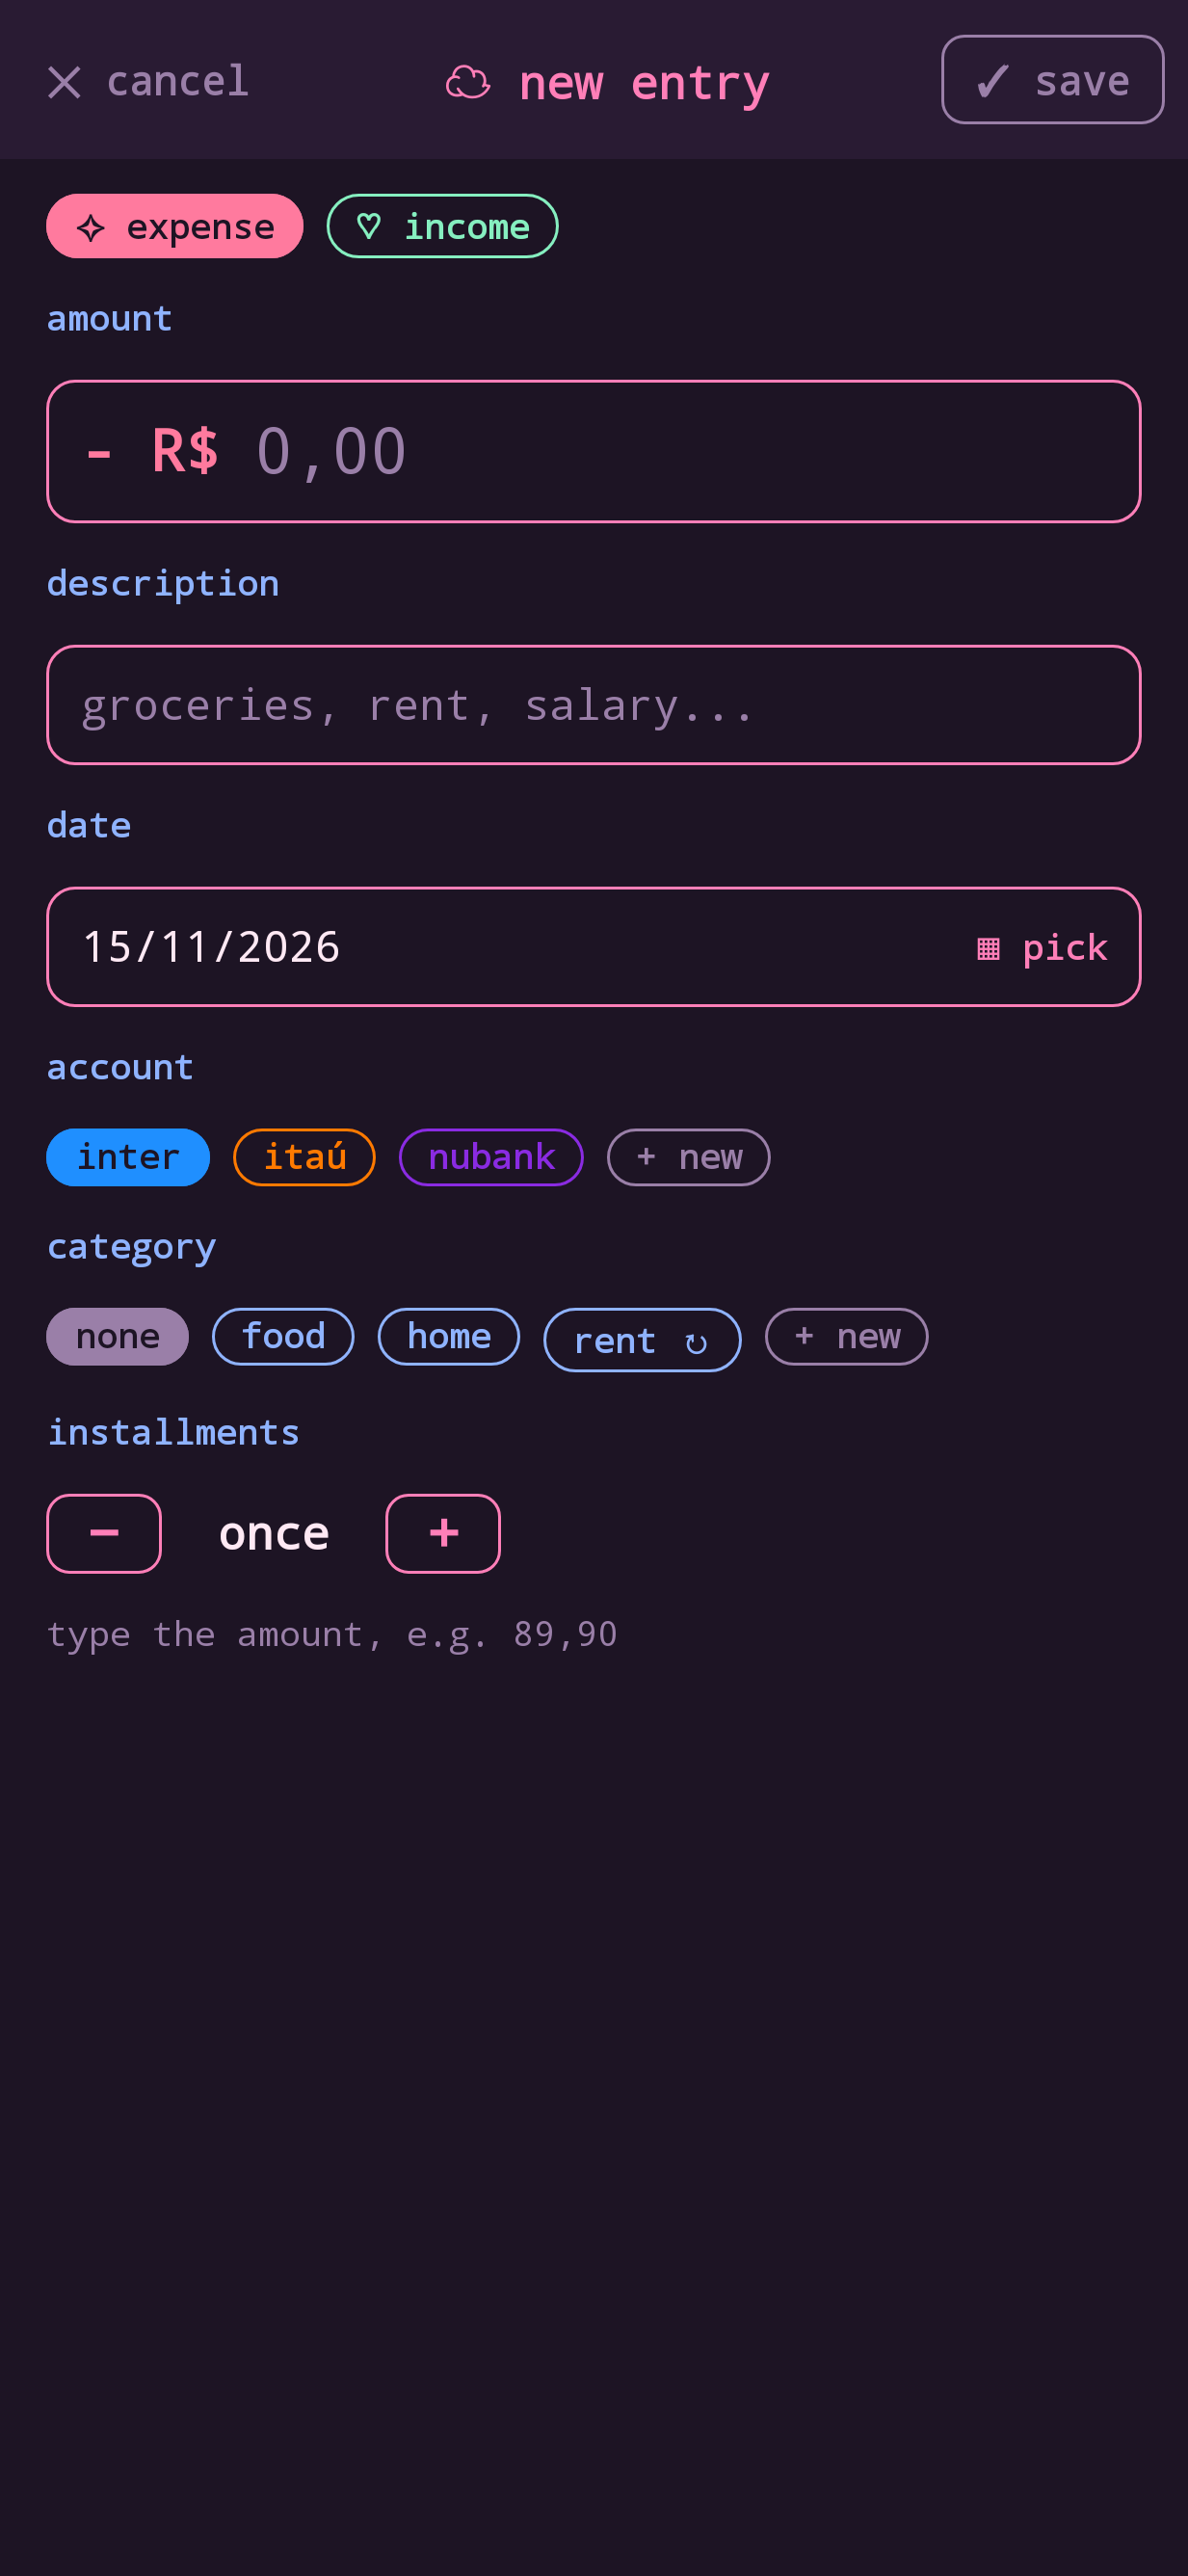 × cancel ☁ new entry ✓ save
✧ expense ♡ income
amount
- R$ 0,00
description
groceries, rent, salary...
date
15/11/2026 ▦ pick
account
inter itaú nubank + new
category
none food home rent ↻ + new
installments
− once +
type the amount, e.g. 89,90